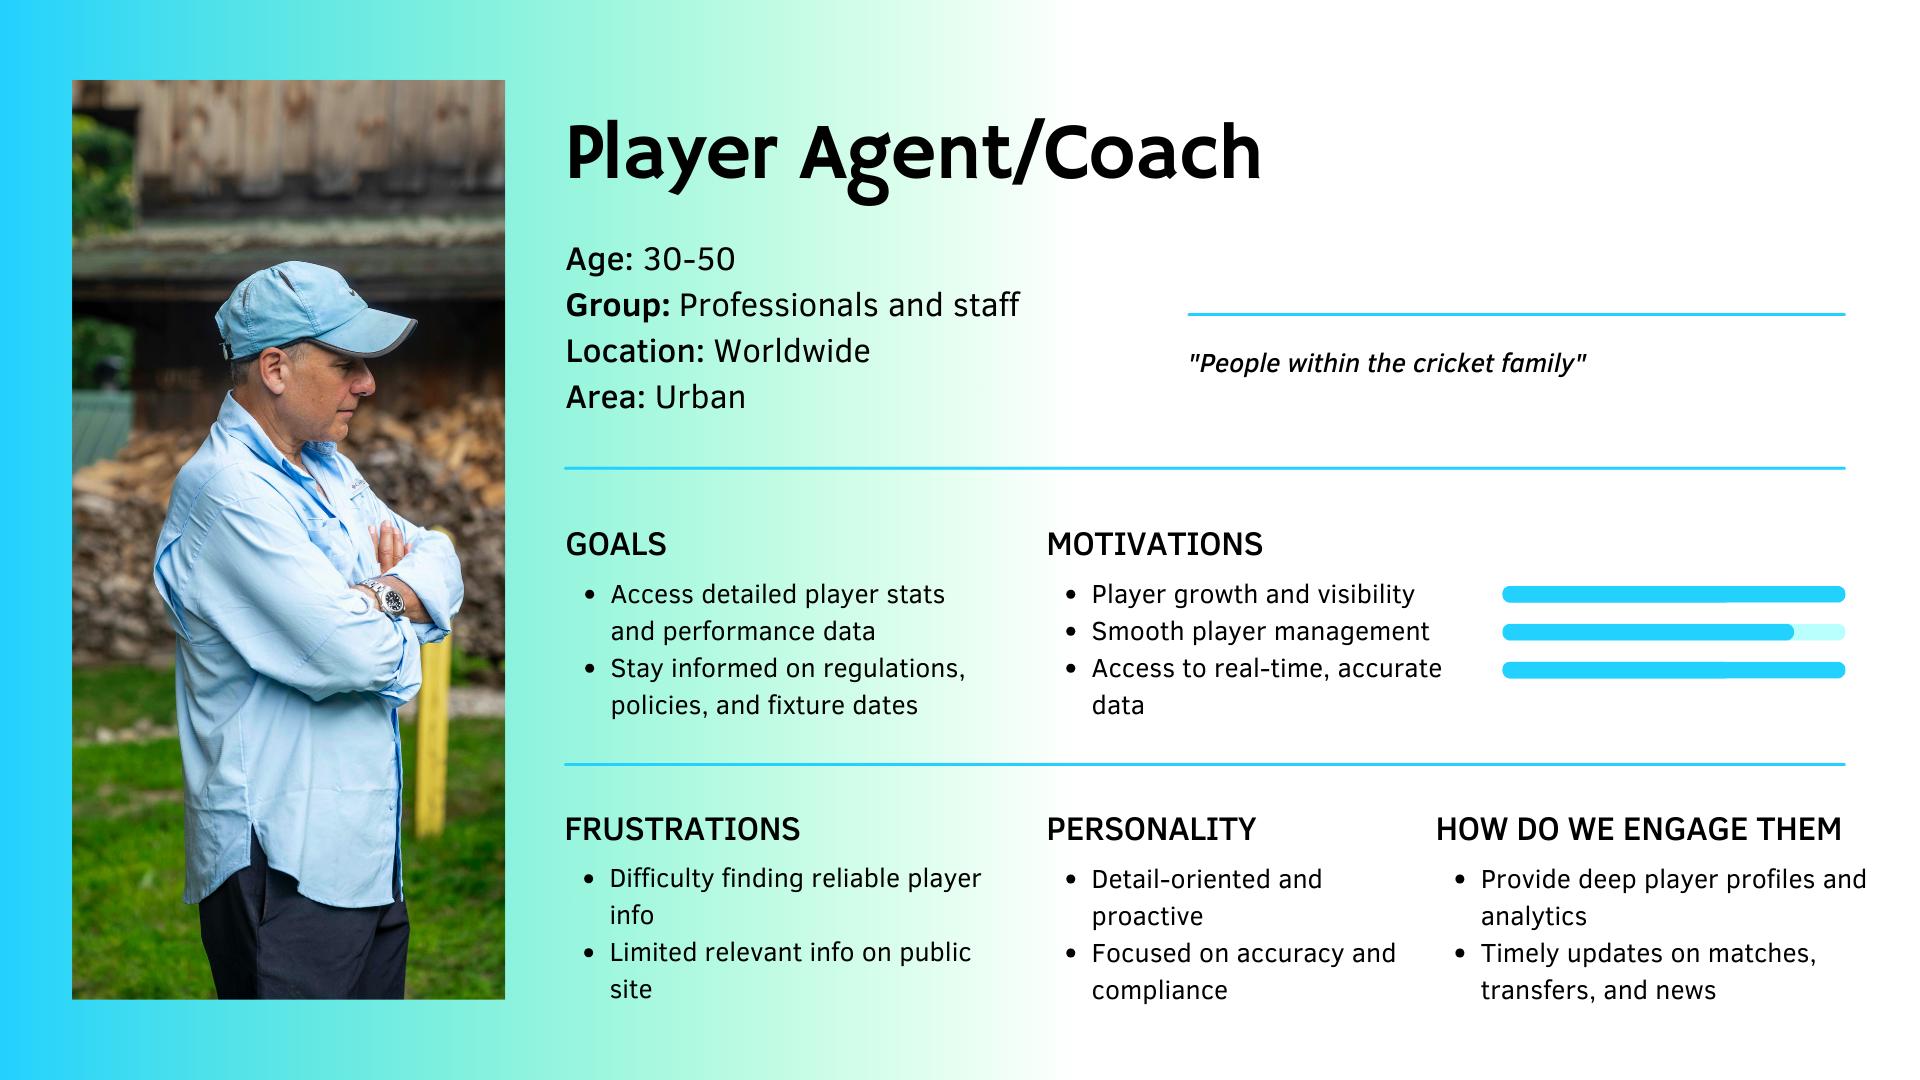 Player Agent/Coach
Age: 30-50
Group: Professionals and staff
Location: Worldwide
Area: Urban
"People within the cricket family"
GOALS
Access detailed player stats
and performance data
Stay informed on regulations,
policies, and fixture dates
MOTIVATIONS
Player growth and visibility
Smooth player management
Access to real-time, accurate
data
FRUSTRATIONS
Difficulty finding reliable player
info
Limited relevant info on public
site
PERSONALITY
Detail-oriented and
proactive
Focused on accuracy and
compliance
HOW DO WE ENGAGE THEM
Provide deep player profiles and
analytics
Timely updates on matches,
transfers, and news